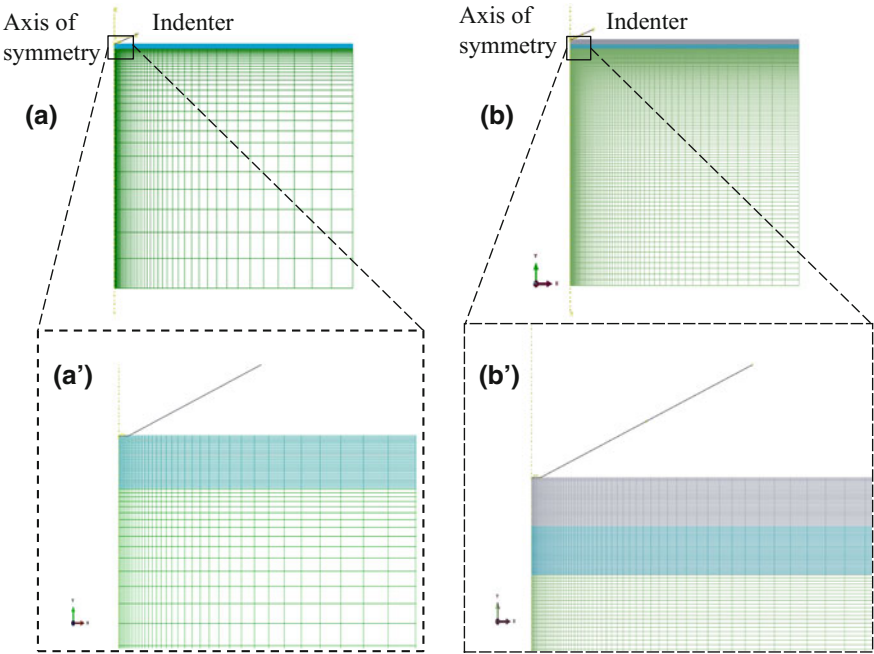 Axis of
symmetry
Indenter
(a)
Axis of
symmetry
Indenter
(b)
Y
X
(a')
Y
X
(b')
Y
X